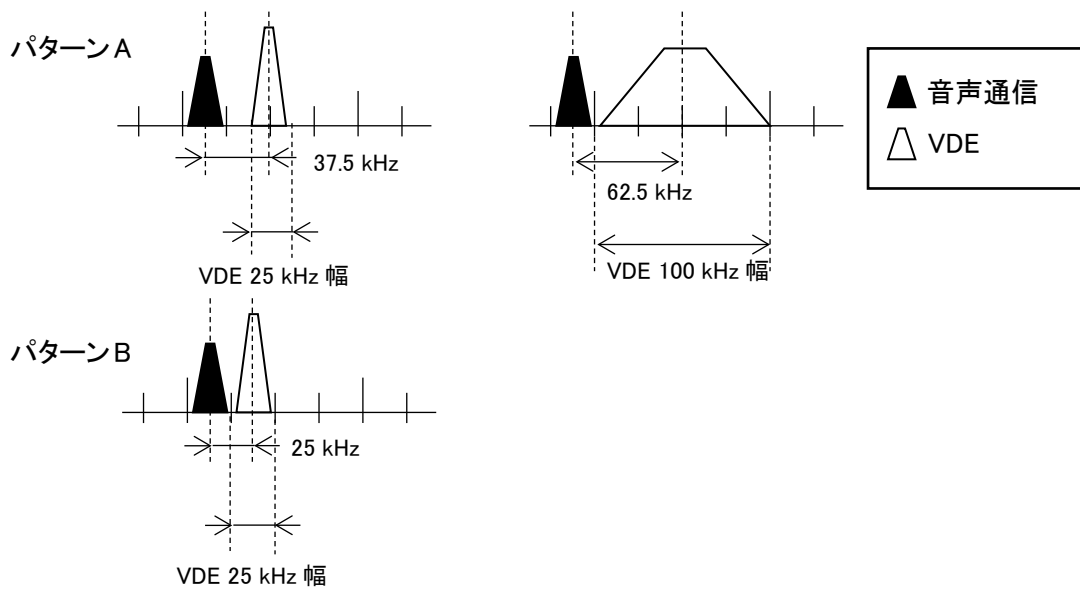 パターンA
音声通信
VDE
37.5 kHz
62.5 kHz
VDE 25 kHz 幅
VDE 100 kHz 幅
パターンB
25 kHz
VDE 25 kHz 幅